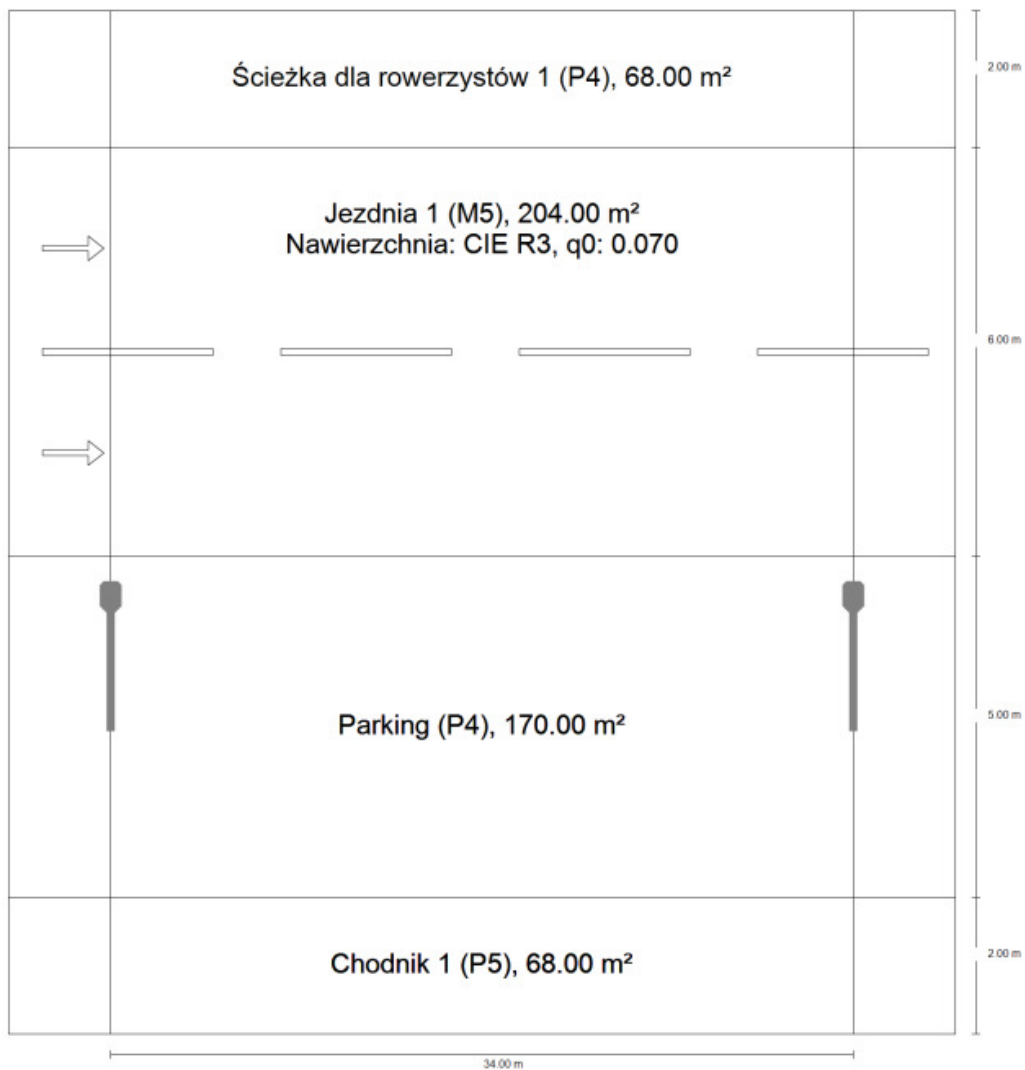 Ścieżka dla rowerzystów 1 (P4), 68.00 m²
2.00 m
Jezdnia 1 (M5), 204.00 m²
Nawierzchnia: CIE R3, q0: 0.070
6.00 m
Parking (P4), 170.00 m²
5.00 m
Chodnik 1 (P5), 68.00 m²
2.00 m
34.00 m